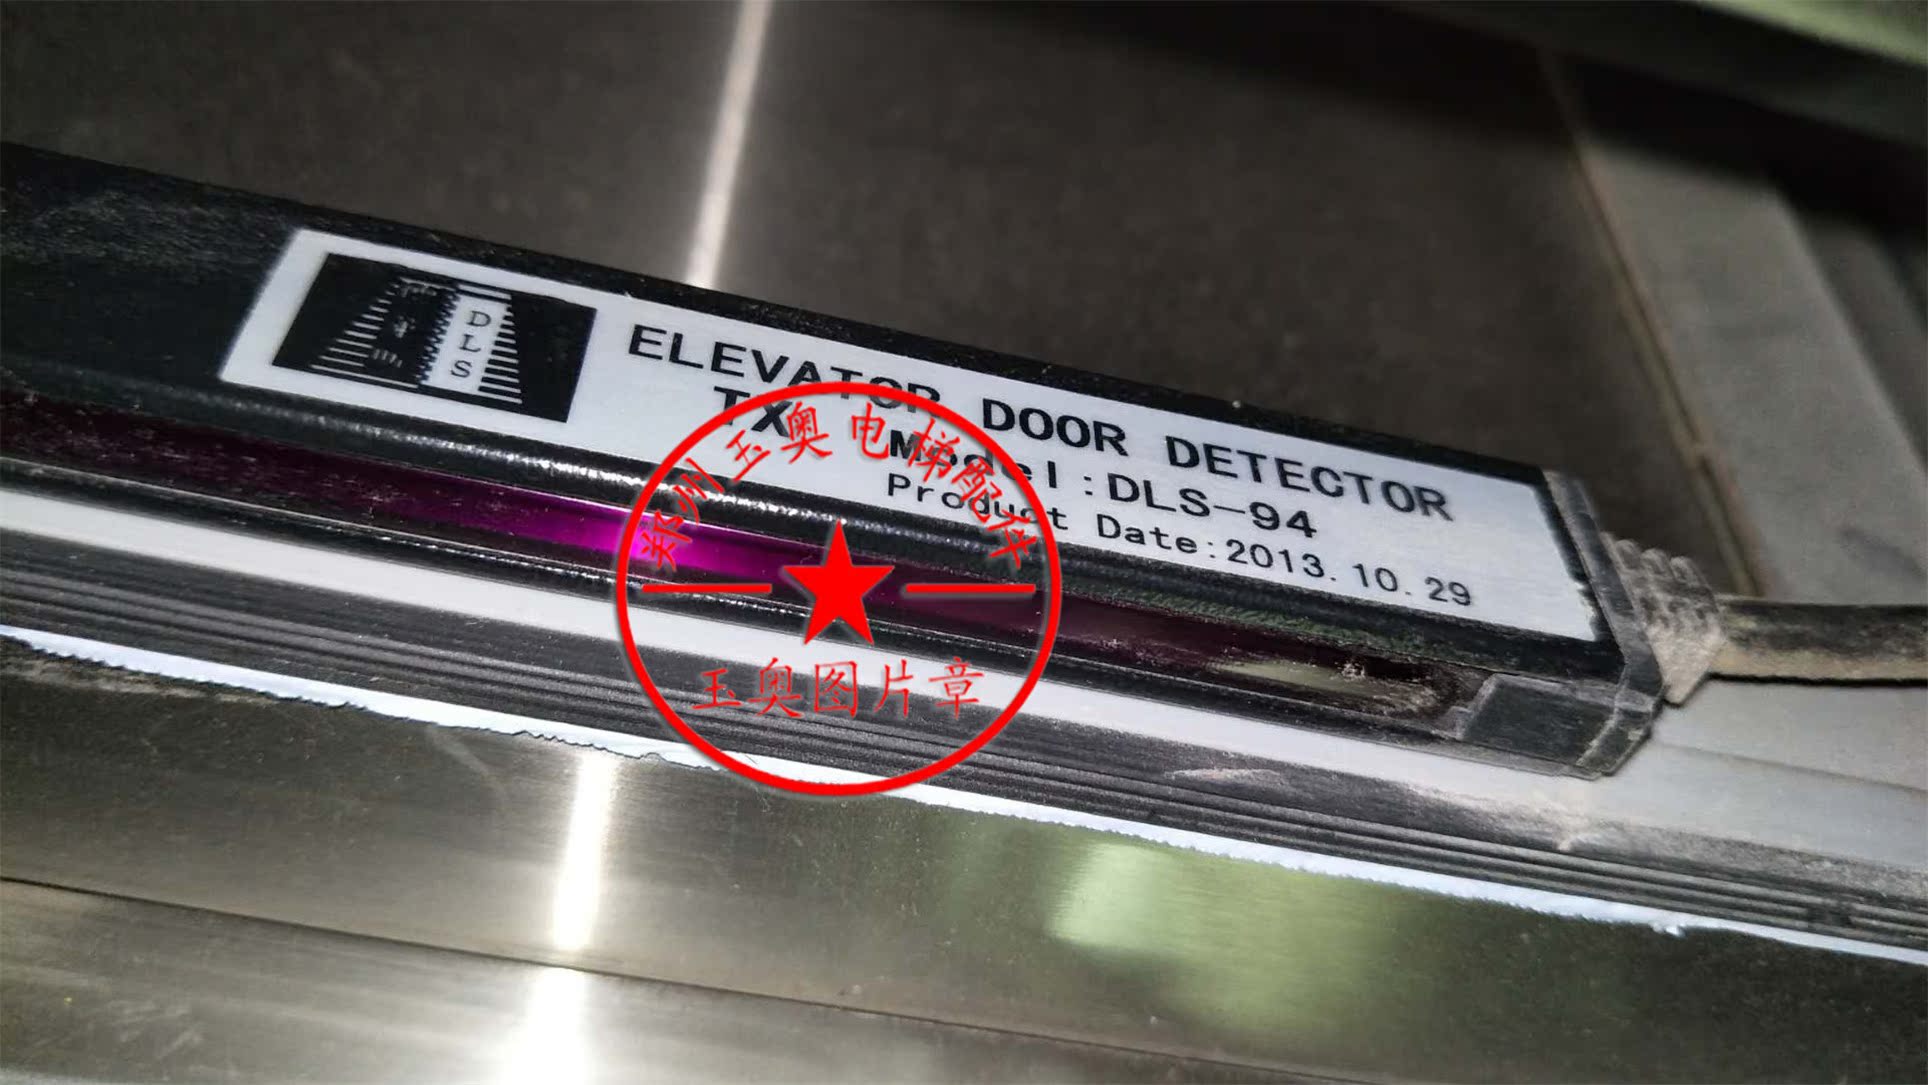 DLS
ELEVATOR DOOR DETECTOR
TX
Model:DLS-94
Product Date:2013.10.29
郑州玉奥电梯配件
玉奥图片章